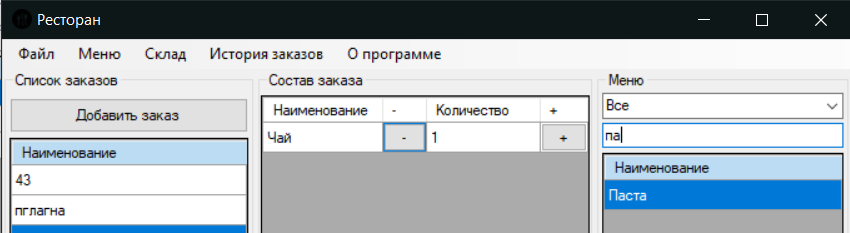 Ресторан
Файл Меню Склад История заказов О программе
Список заказов
Добавить заказ
Наименование
43
пглагна
Состав заказа
Наименование - Количество +
Чай - 1 +
Меню
Все
па
Наименование
Паста